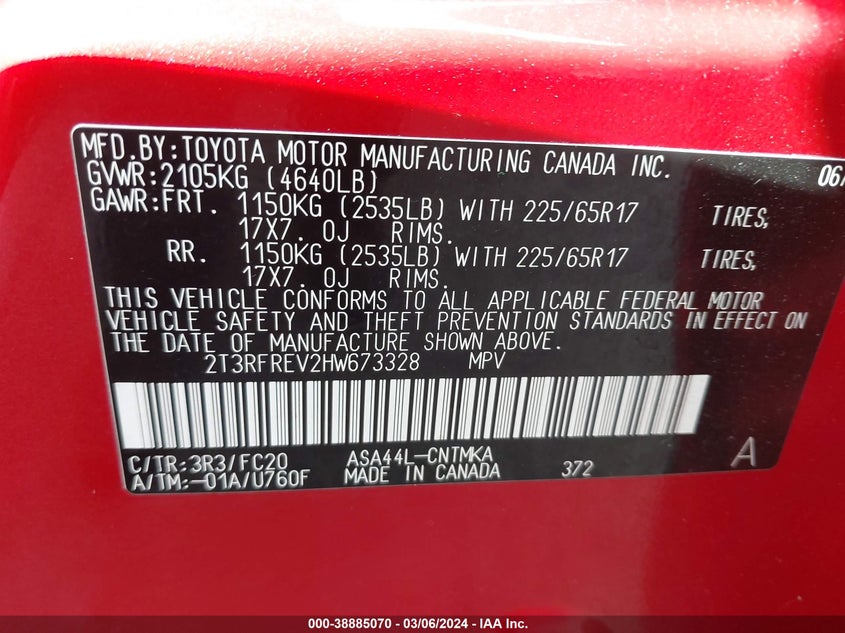 MFD.BY:TOYOTA MOTOR MANUFACTURING CANADA INC. 06/
GVWR:2105KG (4640LB)
GAWR:FRT. 1150KG (2535LB) WITH 225/65R17 TIRES,
17X7. 0J RIMS.
RR. 1150KG (2535LB) WITH 225/65R17 TIRES,
17X7. 0J RIMS.
THIS VEHICLE CONFORMS TO ALL APPLICABLE FEDERAL MOTOR
VEHICLE SAFETY AND THEFT PREVENTION STANDARDS IN EFFECT ON
THE DATE OF MANUFACTURE SHOWN ABOVE.
2T3RFREV2HW673328 MPV
C/TR:3R3/FC20 ASA44L-CNTMKA A
A/TM:-01A/U760F MADE IN CANADA 372
000-38885070 - 03/06/2024 - IAA Inc.